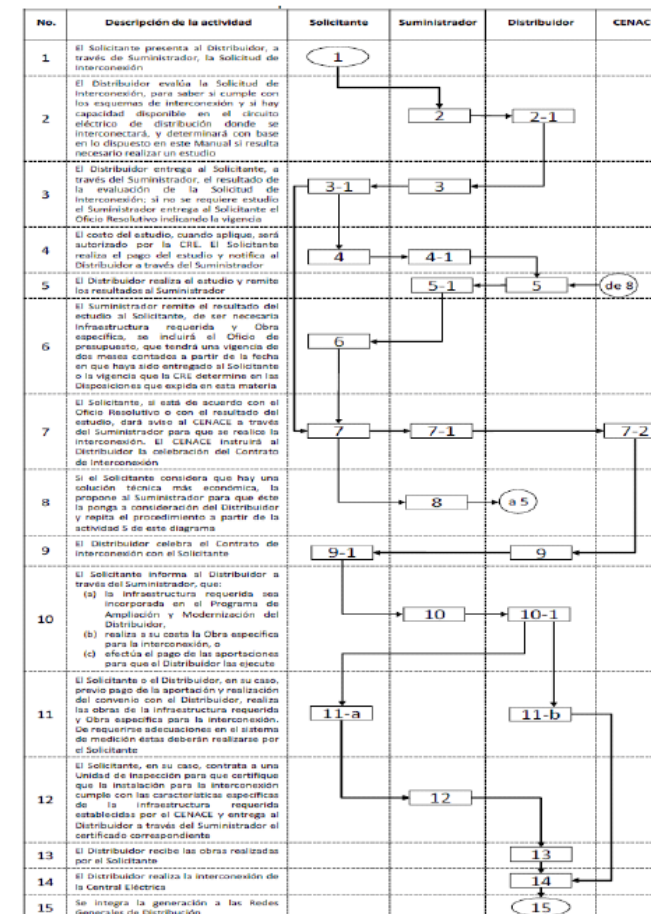 No. Descripción de la actividad Solicitante Suministrador Distribuidor CENAC
1
El Solicitante presenta al Distribuidor, a
través de Suministrador, la Solicitud de
Interconexión
1
2
El Distribuidor evalúa la Solicitud de
Interconexión, para saber si cumple con
los esquemas de interconexión y si hay
capacidad disponible en el circuito
eléctrico de distribución donde se
interconectará, y determinará con base
en lo dispuesto en este Manual si resulta
necesario realizar un estudio
2 2-1
3
El Distribuidor entrega al Solicitante, a
través del Suministrador, el resultado de
la evaluación de la Solicitud de
Interconexión; si no se requiere estudio
el Suministrador entrega al Solicitante el
Oficio Resolutivo indicando la vigencia
3-1 3
4
El costo del estudio, cuando aplique, será
autorizado por la CRE. El Solicitante
realiza el pago del estudio y notifica al
Distribuidor a través del Suministrador
4 4-1
5
El Distribuidor realiza el estudio y remite
los resultados al Suministrador
5-1 5 de 8
6
El Suministrador remite el resultado del
estudio al Solicitante, de ser necesaria
Infraestructura requerida y Obra
específica, se incluirá el Oficio de
presupuesto, que tendrá una vigencia de
dos meses contados a partir de la fecha
en que haya sido entregado al Solicitante
o la vigencia que la CRE determine en las
Disposiciones que expida en esta materia
6
7
El Solicitante, si está de acuerdo con el
Oficio Resolutivo o con el resultado del
estudio, dará aviso al CENACE a través
del Suministrador para que se realice la
interconexión. El CENACE instruirá al
Distribuidor la celebración del Contrato
de Interconexión
7 7-1 7-2
8
Si el Solicitante considera que hay una
solución técnica más económica, la
propone al Suministrador para que éste
la ponga a consideración del Distribuidor
y repita el procedimiento a partir de la
actividad 5 de este diagrama
8 a 5
9
El Distribuidor celebra el Contrato de
Interconexión con el Solicitante
9-1 9
10
El Solicitante informa al Distribuidor a
través del Suministrador, que:
(a) la infraestructura requerida sea
incorporada en el Programa de
Ampliación y Modernización del
Distribuidor,
(b) realiza a su costa la Obra específica
para la interconexión, o
(c) efectúa el pago de las aportaciones
para que el Distribuidor las ejecute
10 10-1
11
El Solicitante o el Distribuidor, en su caso,
previo pago de la aportación y realización
del convenio con el Distribuidor, realiza
las obras de la infraestructura requerida
y Obra específica para la interconexión.
De requerirse adecuaciones en el sistema
de medición éstas deberán realizarse por
el Solicitante
11-a 11-b
12
El Solicitante, en su caso, contrata a una
Unidad de Inspección para que certifique
que la instalación para la interconexión
cumple con las características específicas
de la infraestructura requerida
establecidas por el CENACE y entrega al
Distribuidor a través del Suministrador el
certificado correspondiente
12
13
El Distribuidor recibe las obras realizadas
por el Solicitante
13
14
El Distribuidor realiza la interconexión de
la Central Eléctrica
14
15
Se integra la generación a las Redes
Generales de Distribución
15